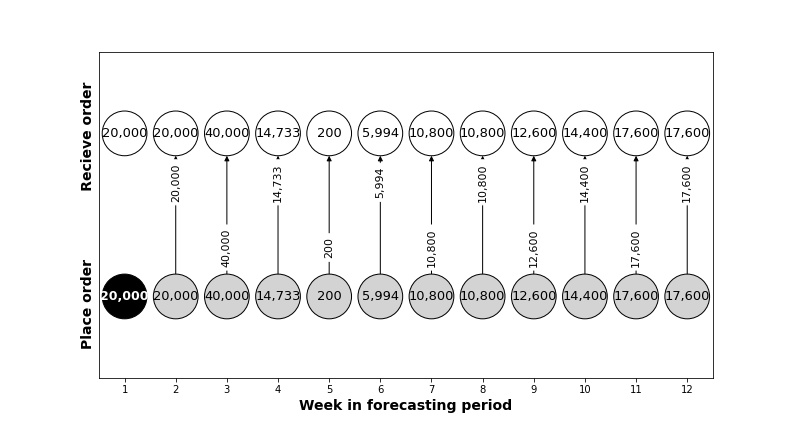 Recieve order
20,000 20,000 40,000 14,733 200 5,994 10,800 10,800 12,600 14,400 17,600 17,600
20,000 40,000 14,733 200 5,994 10,800 10,800 12,600 14,400 17,600 17,600
Place order
20,000 20,000 40,000 14,733 200 5,994 10,800 10,800 12,600 14,400 17,600 17,600
1 2 3 4 5 6 7 8 9 10 11 12
Week in forecasting period